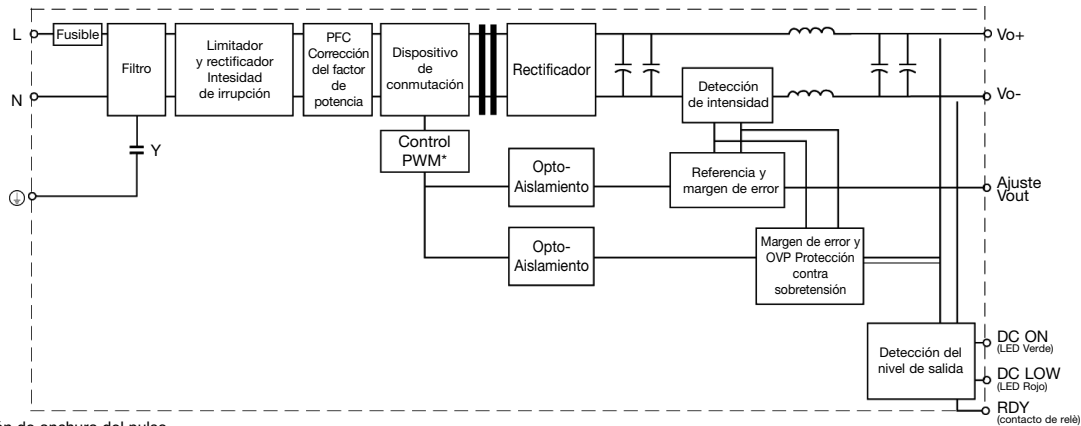 L
Fusible
Filtro
Limitador
y rectificador
Intesidad
de irrupción
PFC
Corrección
del factor
de
potencia
Dispositivo
de
conmutación
Rectificador
Detección
de intensidad
Vo+
Vo-
N
Y
Control
PWM*
Opto-
Aislamiento
Referencia y
margen de error
Ajuste
Vout
Opto-
Aislamiento
Margen de error y
OVP Protección
contra
sobretensión
Detección del
nivel de salida
DC ON
(LED Verde)
DC LOW
(LED Rojo)
RDY
(contacto de relè)